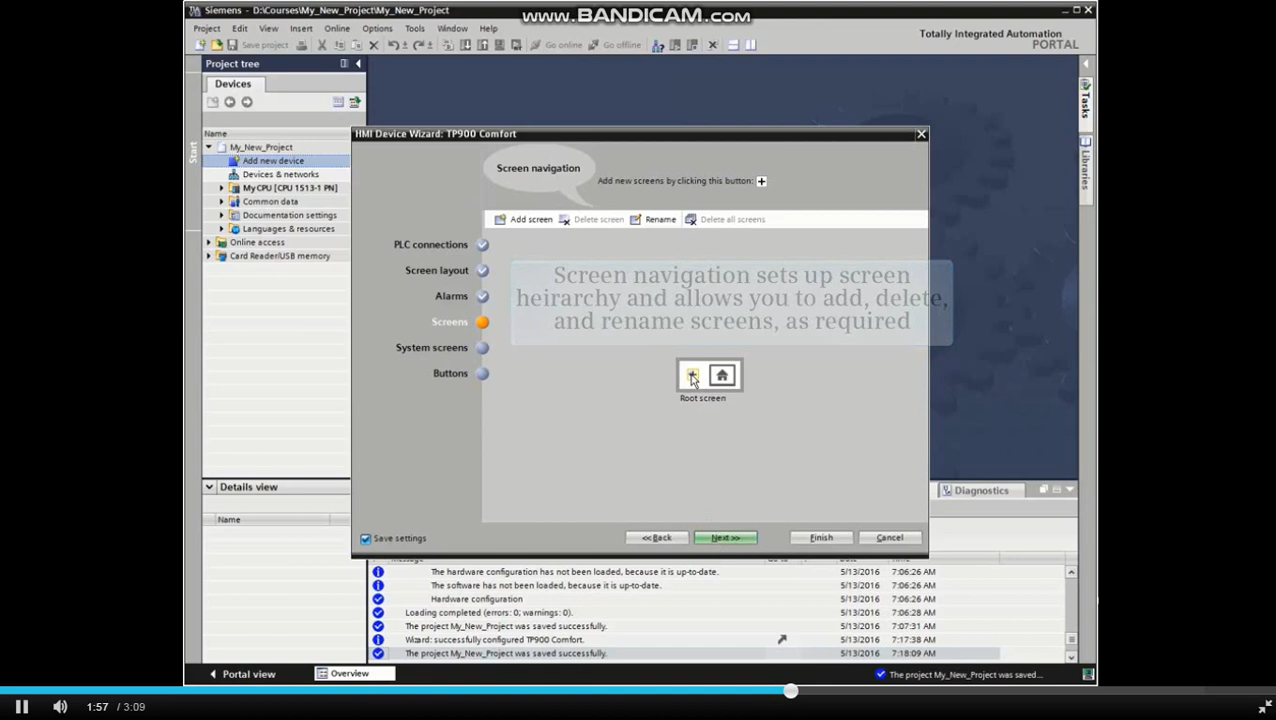 Siemens - D:\Courses\My_New_Project\My_New_Project
www.BANDICAM.com
Project Edit View Insert Online Options Tools Window Help
Totally Integrated Automation
PORTAL
Save project Go online Go offline
Project tree
Devices
Tasks
Libraries
Start
Name
My_New_Project
Add new device
Devices & networks
My CPU [CPU 1513-1 PN]
Common data
Documentation settings
Languages & resources
Online access
Card Reader/USB memory
HMI Device Wizard: TP900 Comfort
Screen navigation
Add new screens by clicking this button:
Add screen Delete screen Rename Delete all screens
PLC connections
Screen layout
Alarms
Screens
System screens
Buttons
Screen navigation sets up screen
heirarchy and allows you to add, delete,
and rename screens, as required
Root screen
Save settings
<<Back Next>> Finish Cancel
Details view
Name
Diagnostics
The hardware configuration has not been loaded, because it is up-to-date. 5/13/2016 7:06:26 AM
The software has not been loaded, because it is up-to-date. 5/13/2016 7:06:26 AM
Hardware configuration 5/13/2016 7:06:26 AM
Loading completed (errors: 0; warnings: 0). 5/13/2016 7:06:28 AM
The project My_New_Project was saved successfully. 5/13/2016 7:07:31 AM
Wizard: successfully configured TP900 Comfort. 5/13/2016 7:17:38 AM
The project My_New_Project was saved successfully. 5/13/2016 7:18:09 AM
Portal view Overview The project My_New_Project was saved...
1:57 / 3:09